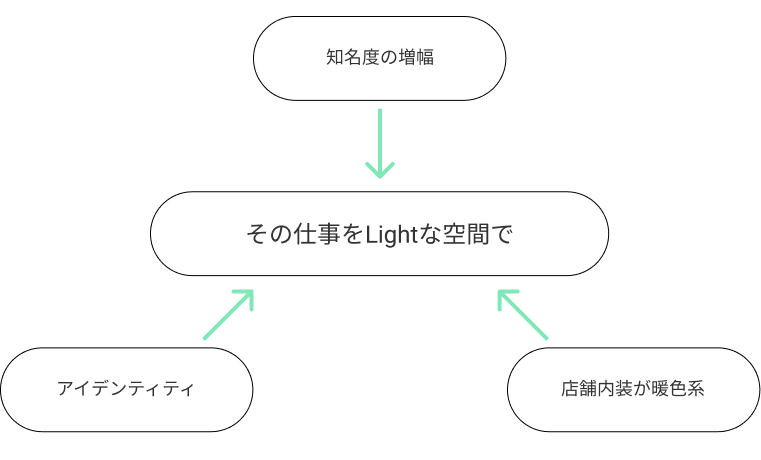 知名度の増幅
その仕事をLightな空間で
アイデンティティ
店舗内装が暖色系